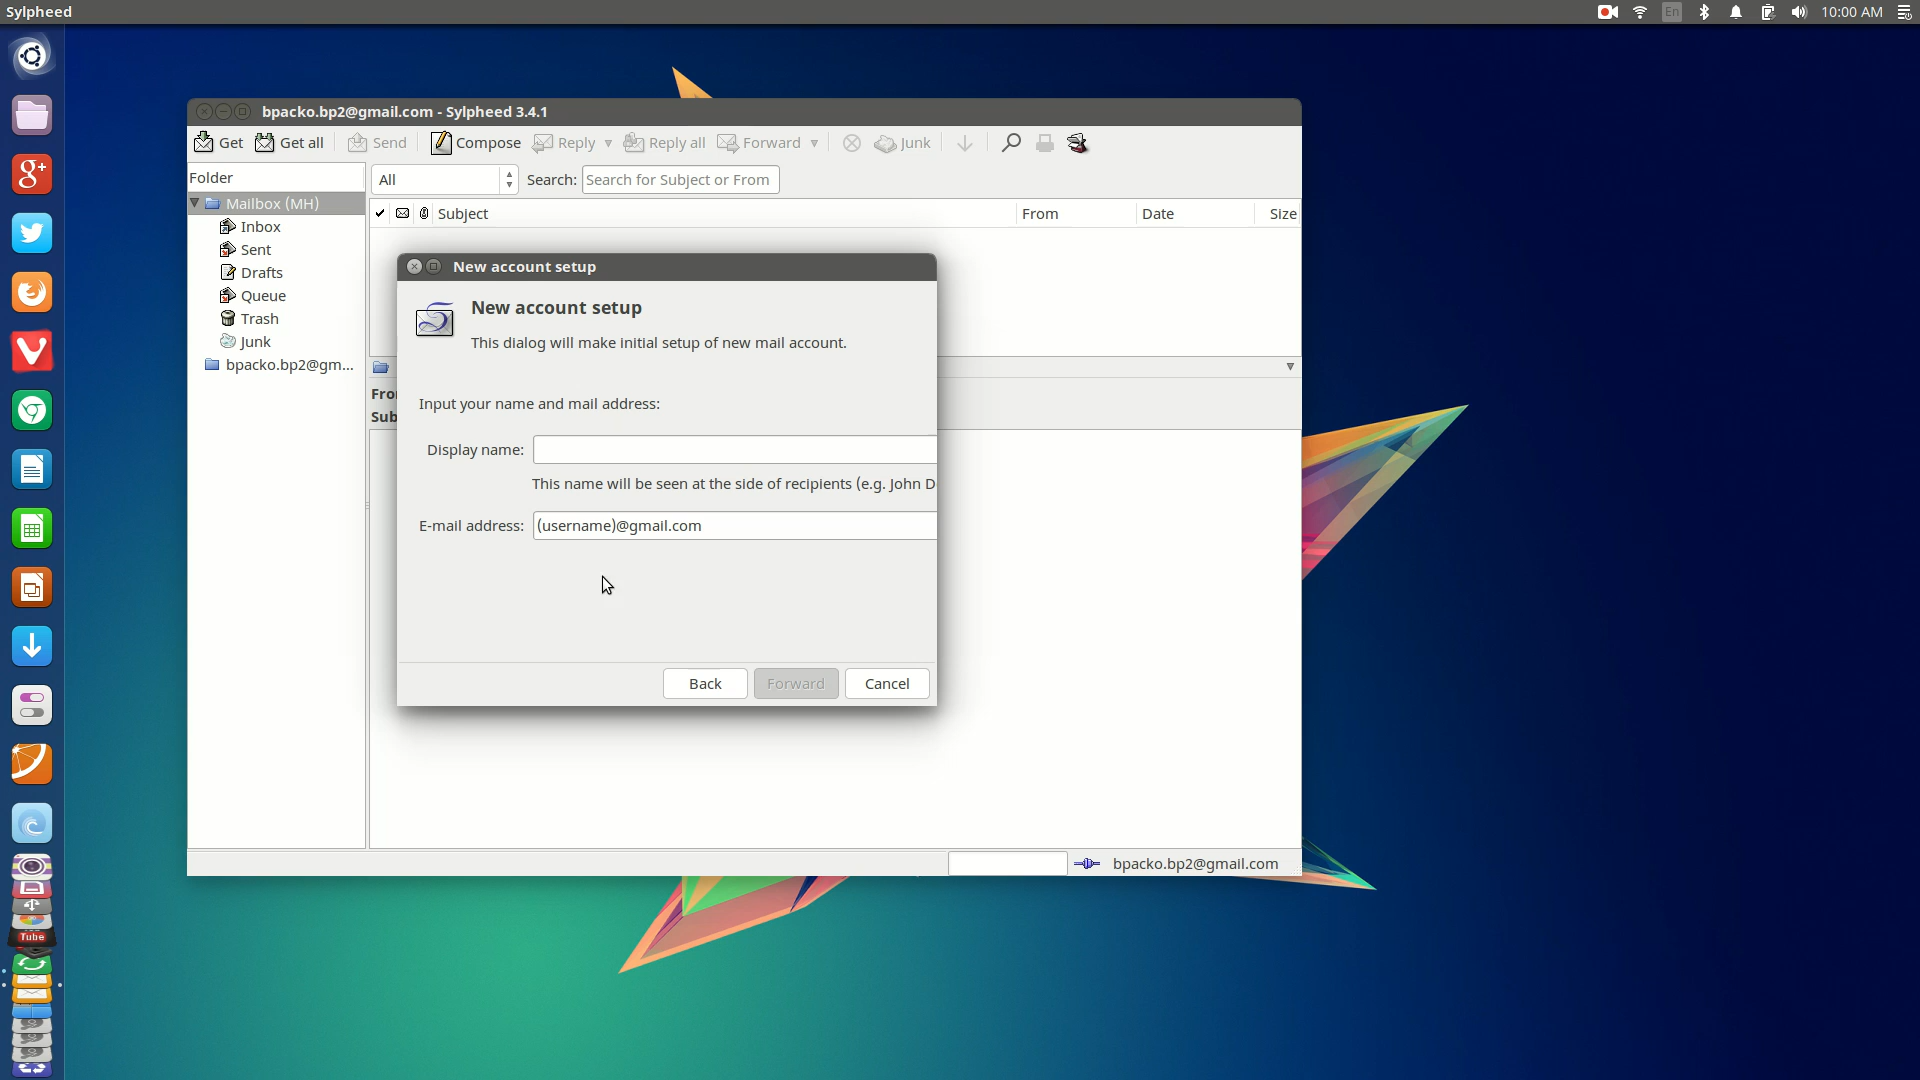 Sylpheed
En
10:00 AM
bpacko.bp2@gmail.com - Sylpheed 3.4.1
Get Get all Send Compose Reply Reply all Forward Junk
Folder
All
Search: Search for Subject or From
Mailbox (MH)
Subject From Date Size
Inbox
Sent
Drafts
Queue
Trash
Junk
bpacko.bp2@gm...
New account setup
New account setup
This dialog will make initial setup of new mail account.
Fro
Sub
Input your name and mail address:
Display name:
This name will be seen at the side of recipients (e.g. John D
E-mail address: (username)@gmail.com
Back Forward Cancel
bpacko.bp2@gmail.com
g+
Tube